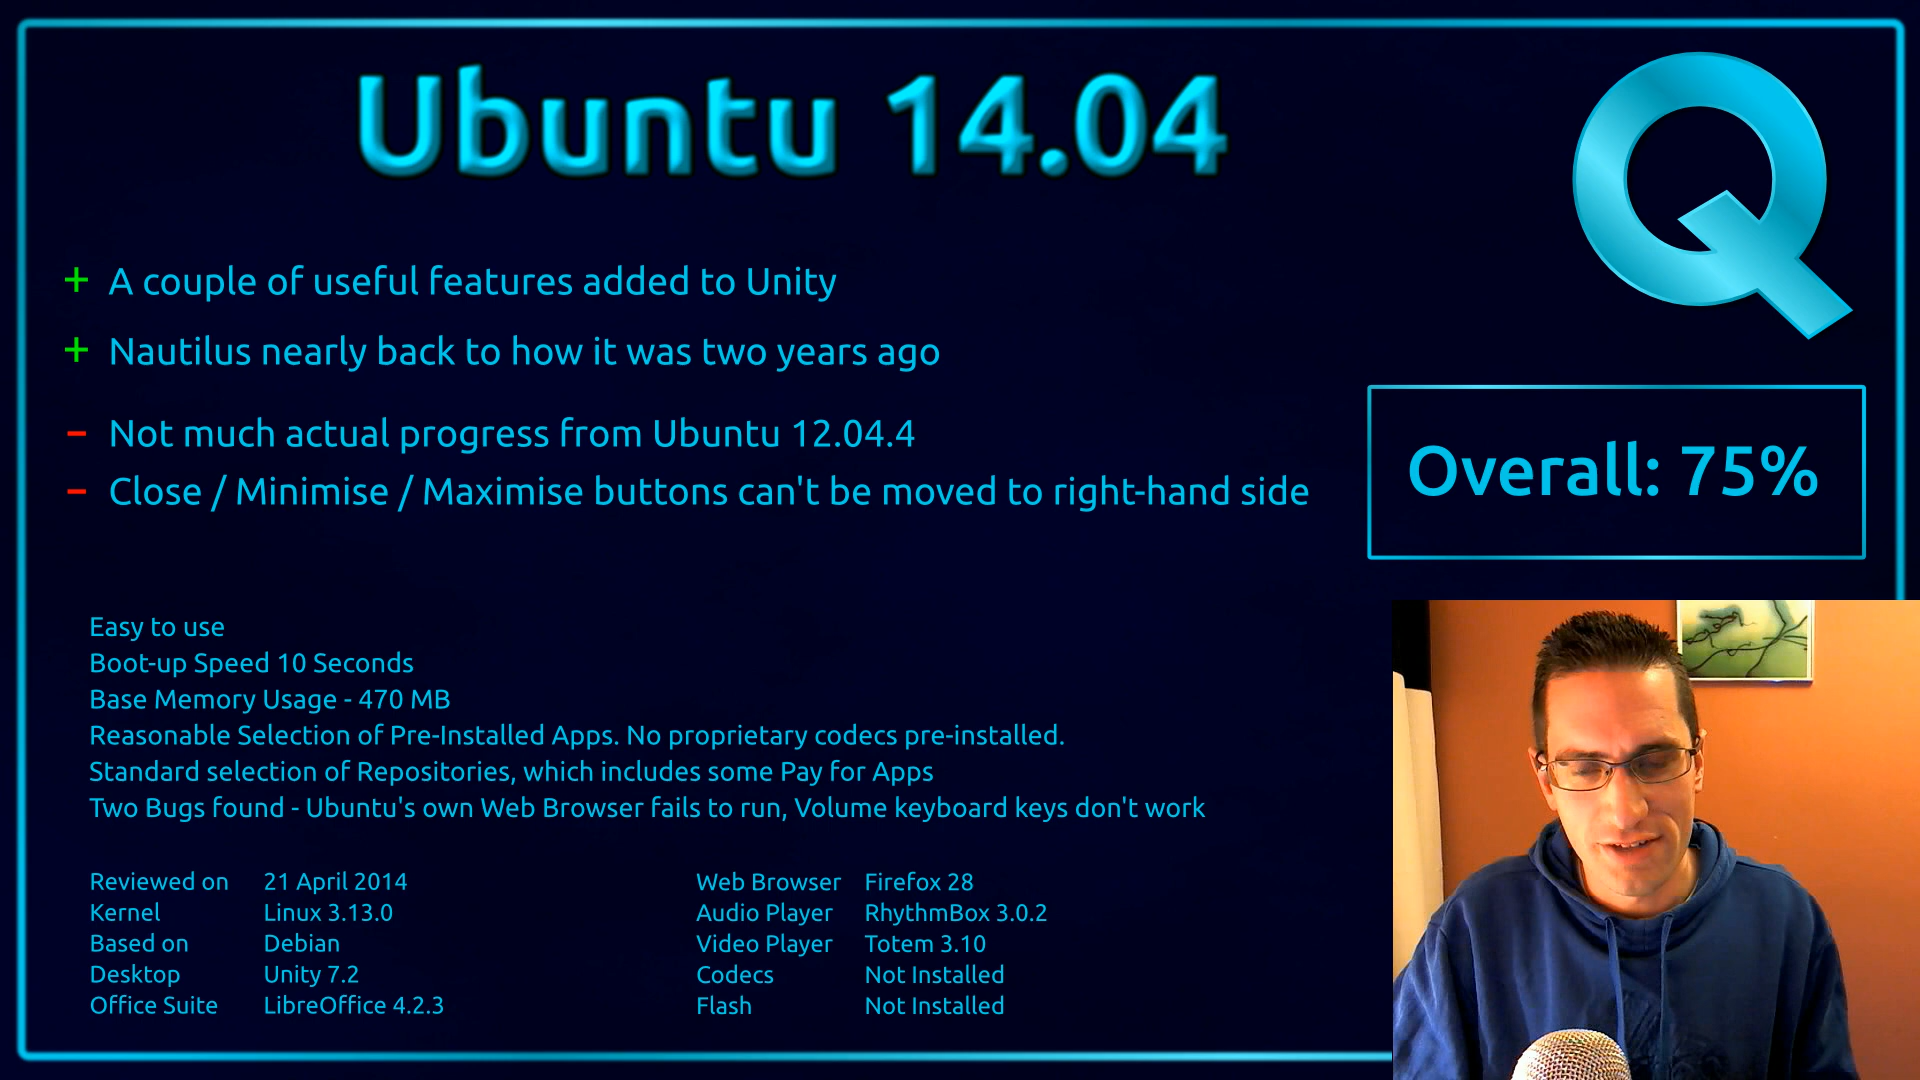 Ubuntu 14.04
Q
+ A couple of useful features added to Unity
+ Nautilus nearly back to how it was two years ago
- Not much actual progress from Ubuntu 12.04.4
- Close / Minimise / Maximise buttons can't be moved to right-hand side
Overall: 75%
Easy to use
Boot-up Speed 10 Seconds
Base Memory Usage - 470 MB
Reasonable Selection of Pre-Installed Apps. No proprietary codecs pre-installed.
Standard selection of Repositories, which includes some Pay for Apps
Two Bugs found - Ubuntu's own Web Browser fails to run, Volume keyboard keys don't work
Reviewed on 21 April 2014
Kernel Linux 3.13.0
Based on Debian
Desktop Unity 7.2
Office Suite LibreOffice 4.2.3
Web Browser Firefox 28
Audio Player RhythmBox 3.0.2
Video Player Totem 3.10
Codecs Not Installed
Flash Not Installed